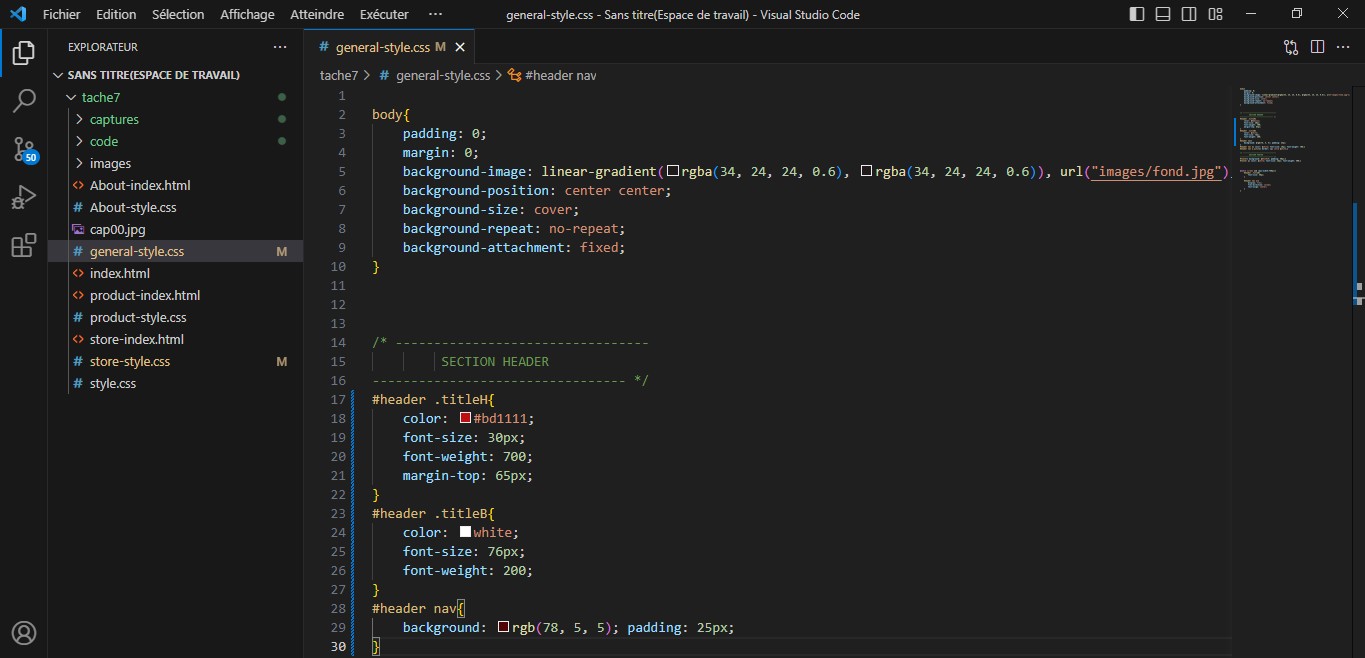 Fichier Edition Sélection Affichage Atteindre Exécuter ··· general-style.css - Sans titre(Espace de travail) - Visual Studio Code
EXPLORATEUR ···
SANS TITRE(ESPACE DE TRAVAIL)
tache7
captures
code
images
About-index.html
# About-style.css
cap00.jpg
# general-style.css M
index.html
product-index.html
# product-style.css
store-index.html
# store-style.css M
# style.css
50
# general-style.css M
tache7 > # general-style.css > #header nav
1
2 body{
3 padding: 0;
4 margin: 0;
5 background-image: linear-gradient(rgba(34, 24, 24, 0.6), rgba(34, 24, 24, 0.6)), url("images/fond.jpg")
6 background-position: center center;
7 background-size: cover;
8 background-repeat: no-repeat;
9 background-attachment: fixed;
10 }
11
12
13
14 /* ---------------------------------
15 SECTION HEADER
16 --------------------------------- */
17 #header .titleH{
18 color: #bd1111;
19 font-size: 30px;
20 font-weight: 700;
21 margin-top: 65px;
22 }
23 #header .titleB{
24 color: white;
25 font-size: 76px;
26 font-weight: 200;
27 }
28 #header nav{
29 background: rgb(78, 5, 5); padding: 25px;
30 }